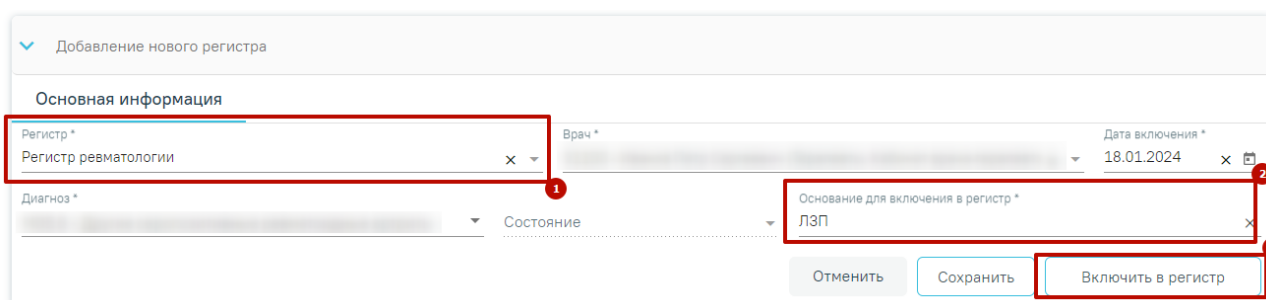 Добавление нового регистра
Основная информация
Регистр * Врач * Дата включения *
Регистр ревматологии 18.01.2024
1 2
Диагноз * Основание для включения в регистр *
Состояние ЛЗП
Отменить Сохранить Включить в регистр